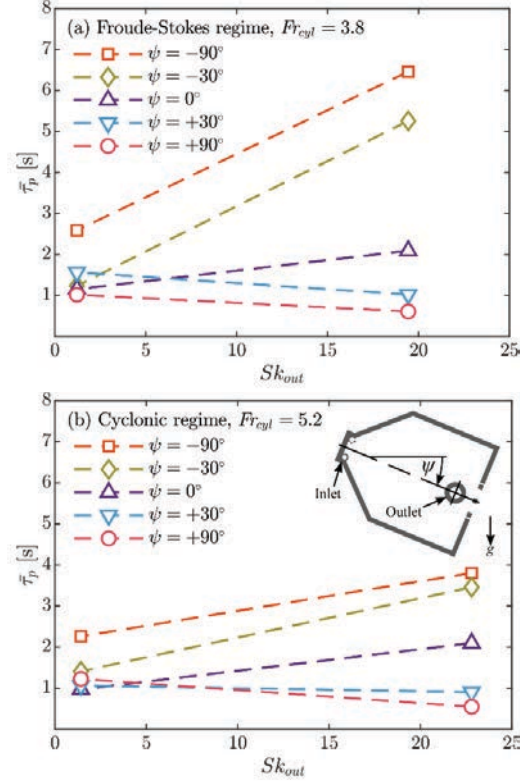 (a) Froude-Stokes regime, Fr_cyl = 3.8
ψ = −90°
ψ = −30°
ψ = 0°
ψ = +30°
ψ = +90°
8
7
6
5
4
3
2
1
τ̄_p [s]
0 5 10 15 20 25
Sk_out
(b) Cyclonic regime, Fr_cyl = 5.2
ψ = −90°
ψ = −30°
ψ = 0°
ψ = +30°
ψ = +90°
ψ
Inlet
Outlet
g
8
7
6
5
4
3
2
1
τ̄_p [s]
0 5 10 15 20 25
Sk_out